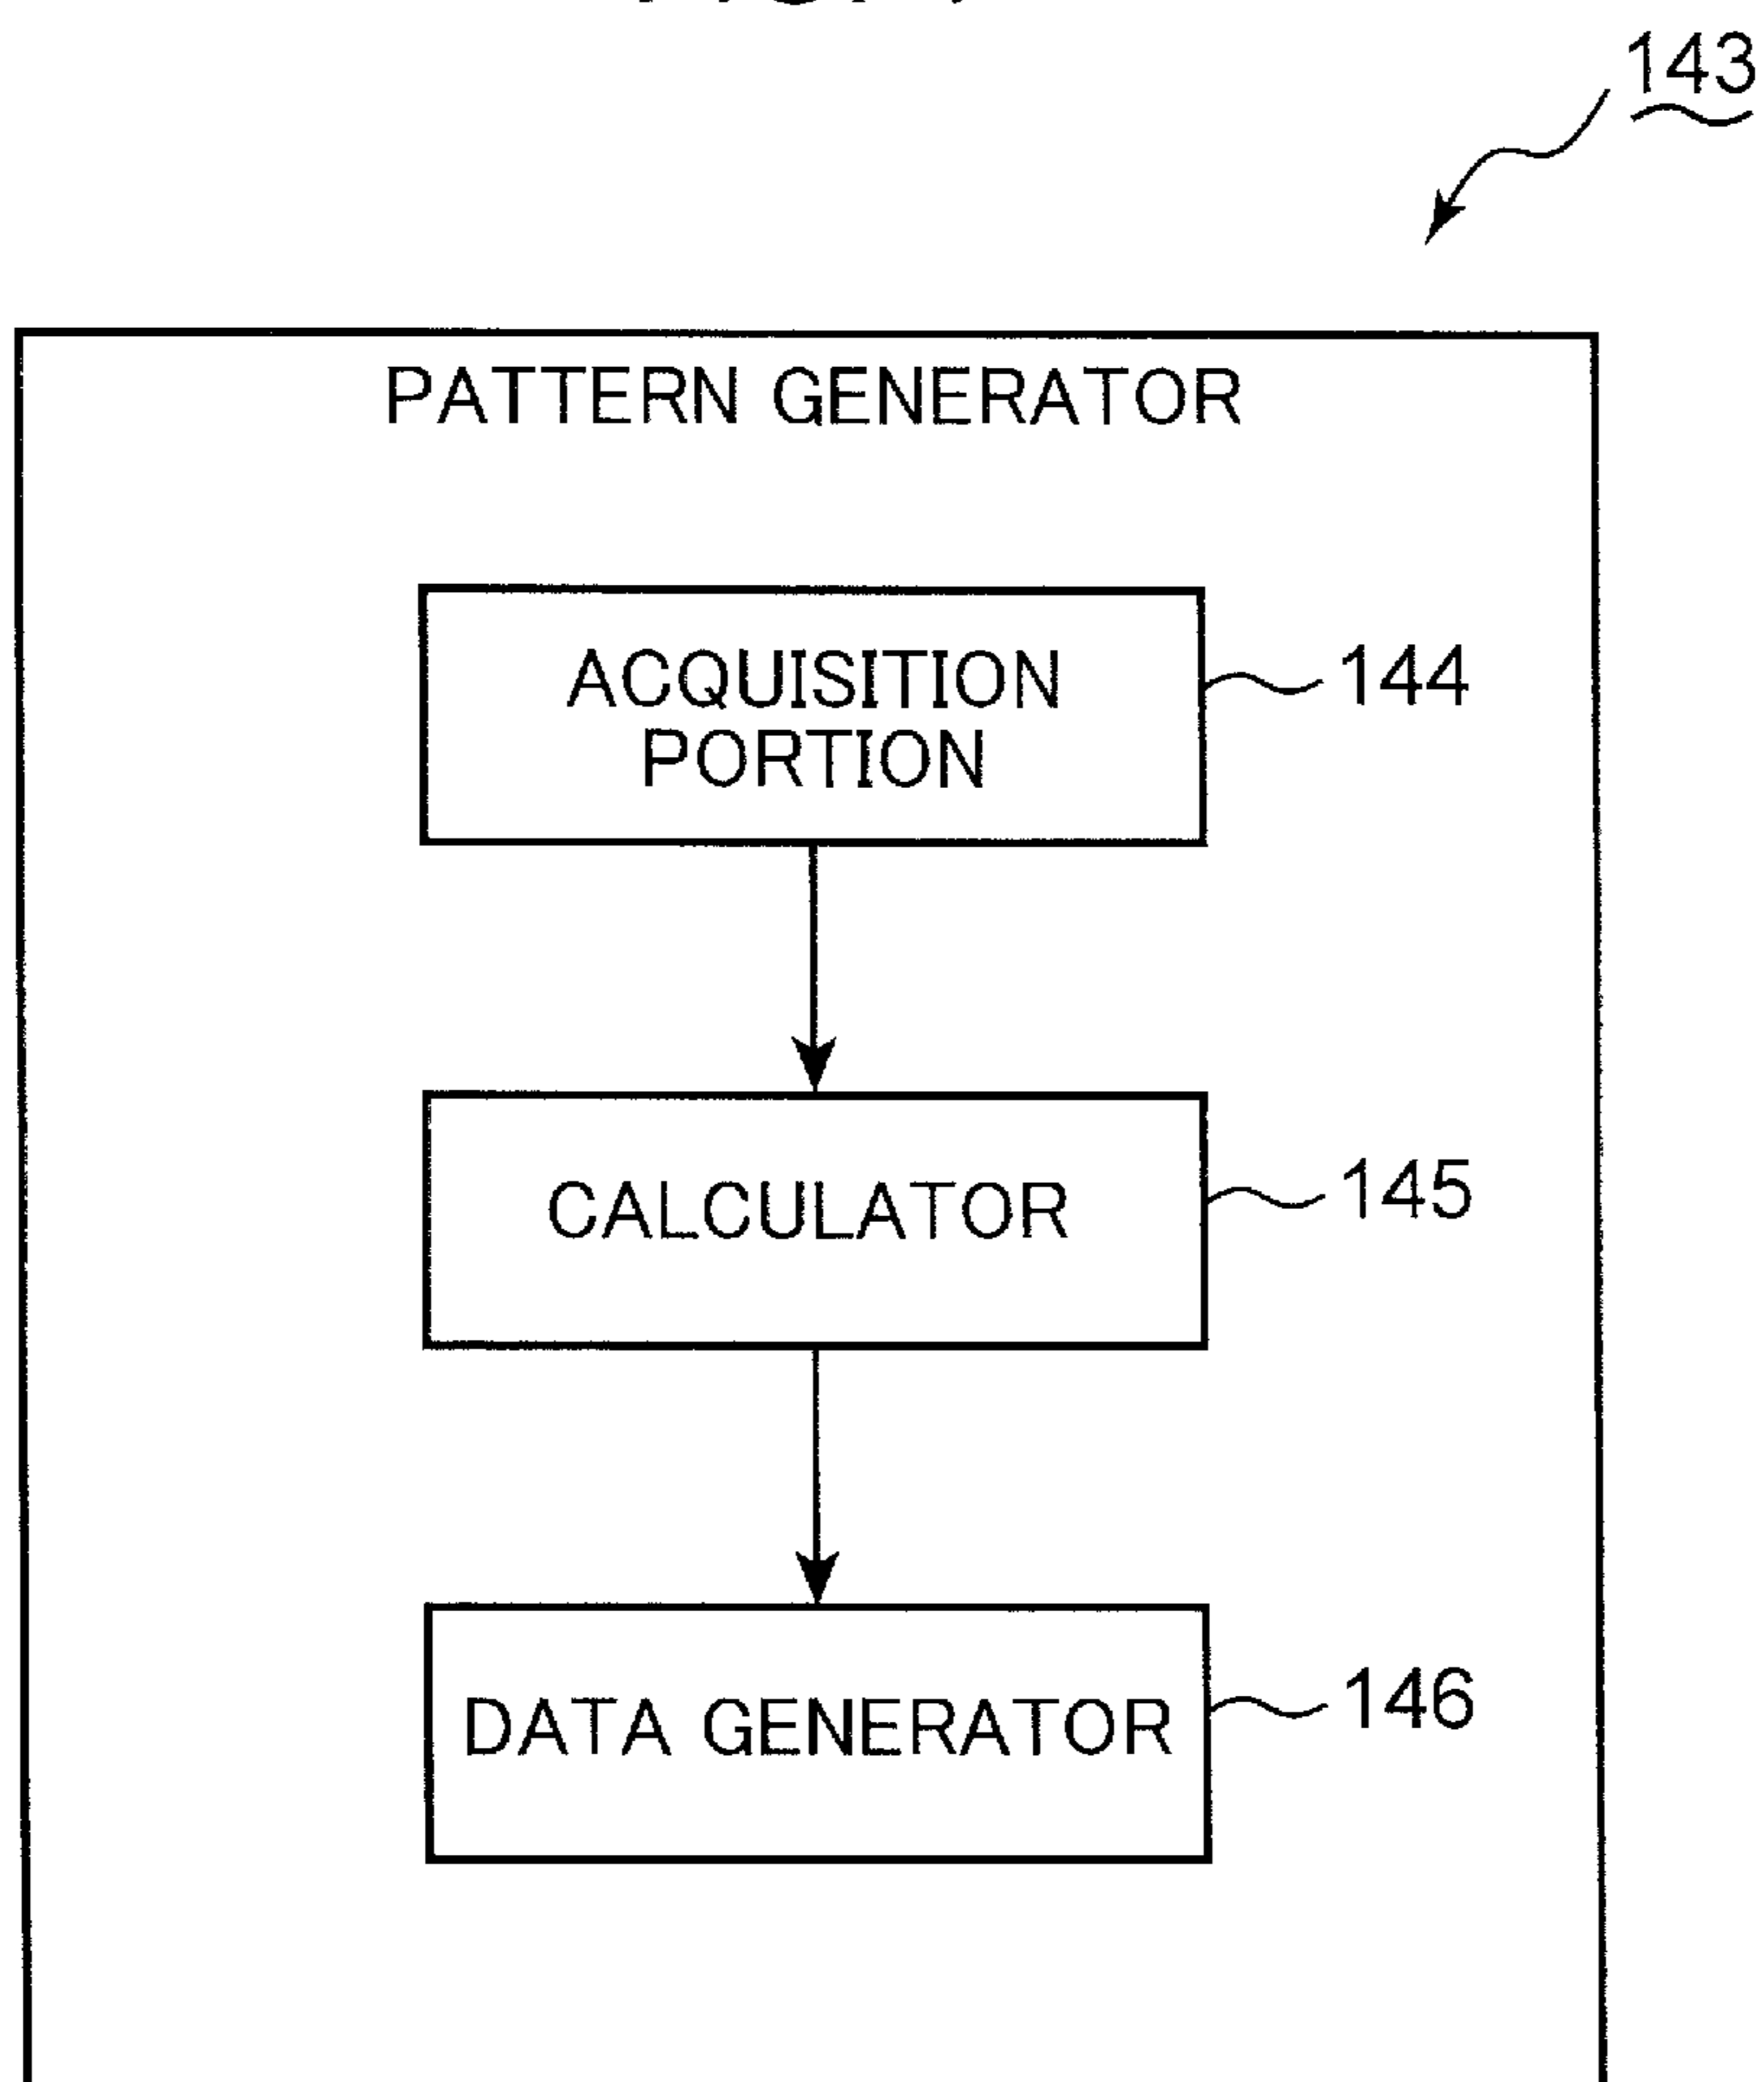 143
PATTERN GENERATOR
ACQUISITION
PORTION
144
CALCULATOR
145
DATA GENERATOR
146